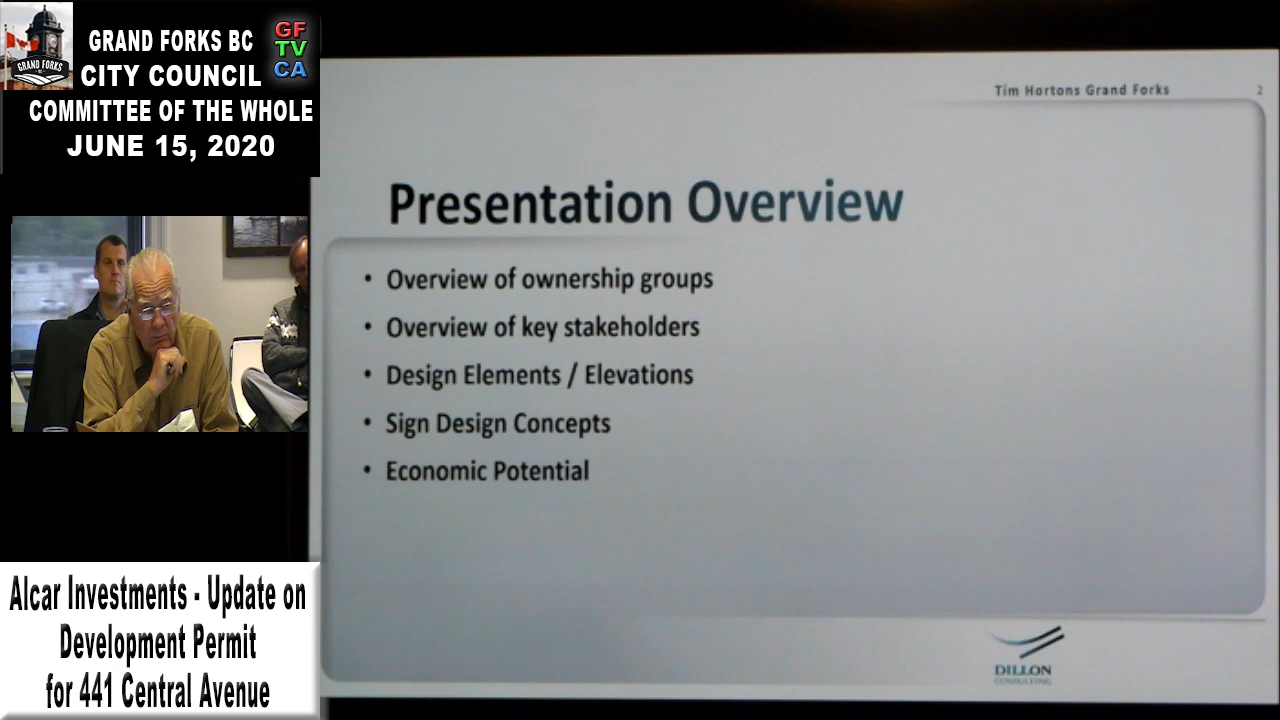 GRAND FORKS BC
CITY COUNCIL
COMMITTEE OF THE WHOLE
JUNE 15, 2020
GF
TV
CA
GRAND FORKS
BC
Alcar Investments - Update on
Development Permit
for 441 Central Avenue
Tim Hortons Grand Forks 2
Presentation Overview
• Overview of ownership groups
• Overview of key stakeholders
• Design Elements / Elevations
• Sign Design Concepts
• Economic Potential
DILLON
CONSULTING